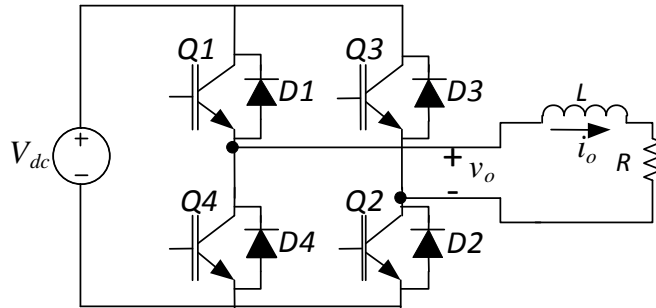 Q1
D1
Q3
D3
L
+
V_dc
-
i_o
R
+
v_o
-
Q4
D4
Q2
D2